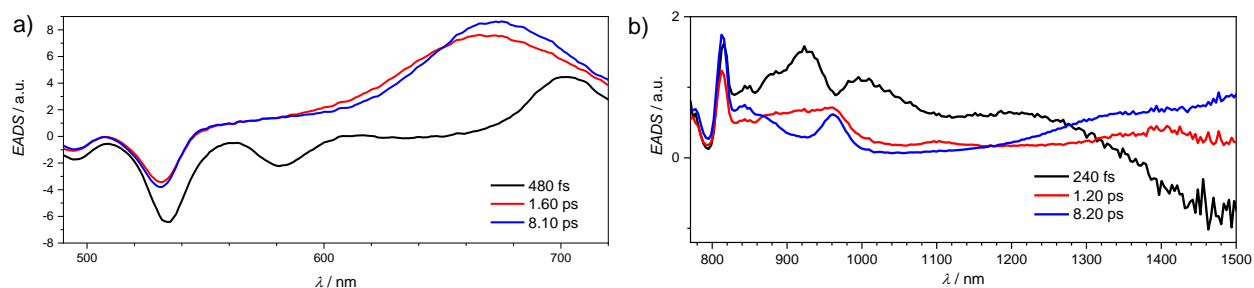 a)
EADS / a.u.
8
6
4
2
0
-2
-4
-6
-8
500
600
700
λ / nm
480 fs
1.60 ps
8.10 ps
b)
EADS / a.u.
2
0
800
900
1000
1100
1200
1300
1400
1500
λ / nm
240 fs
1.20 ps
8.20 ps